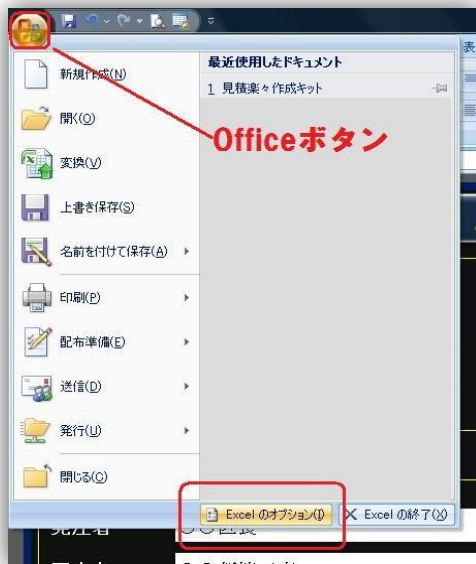 最近使用したドキュメント
1 見積楽々作成キット
Officeボタン
新規作成(N)
開く(O)
変換(V)
上書き保存(S)
名前を付けて保存(A)
印刷(P)
配布準備(E)
送信(D)
発行(U)
閉じる(C)
Excel のオプション(I)
Excel の終了(X)
表